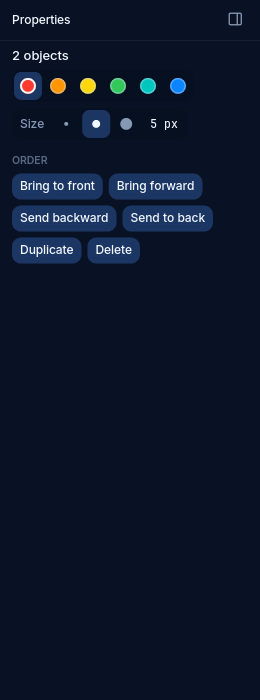 Properties
2 objects
Size 5 px
ORDER
Bring to front Bring forward
Send backward Send to back
Duplicate Delete